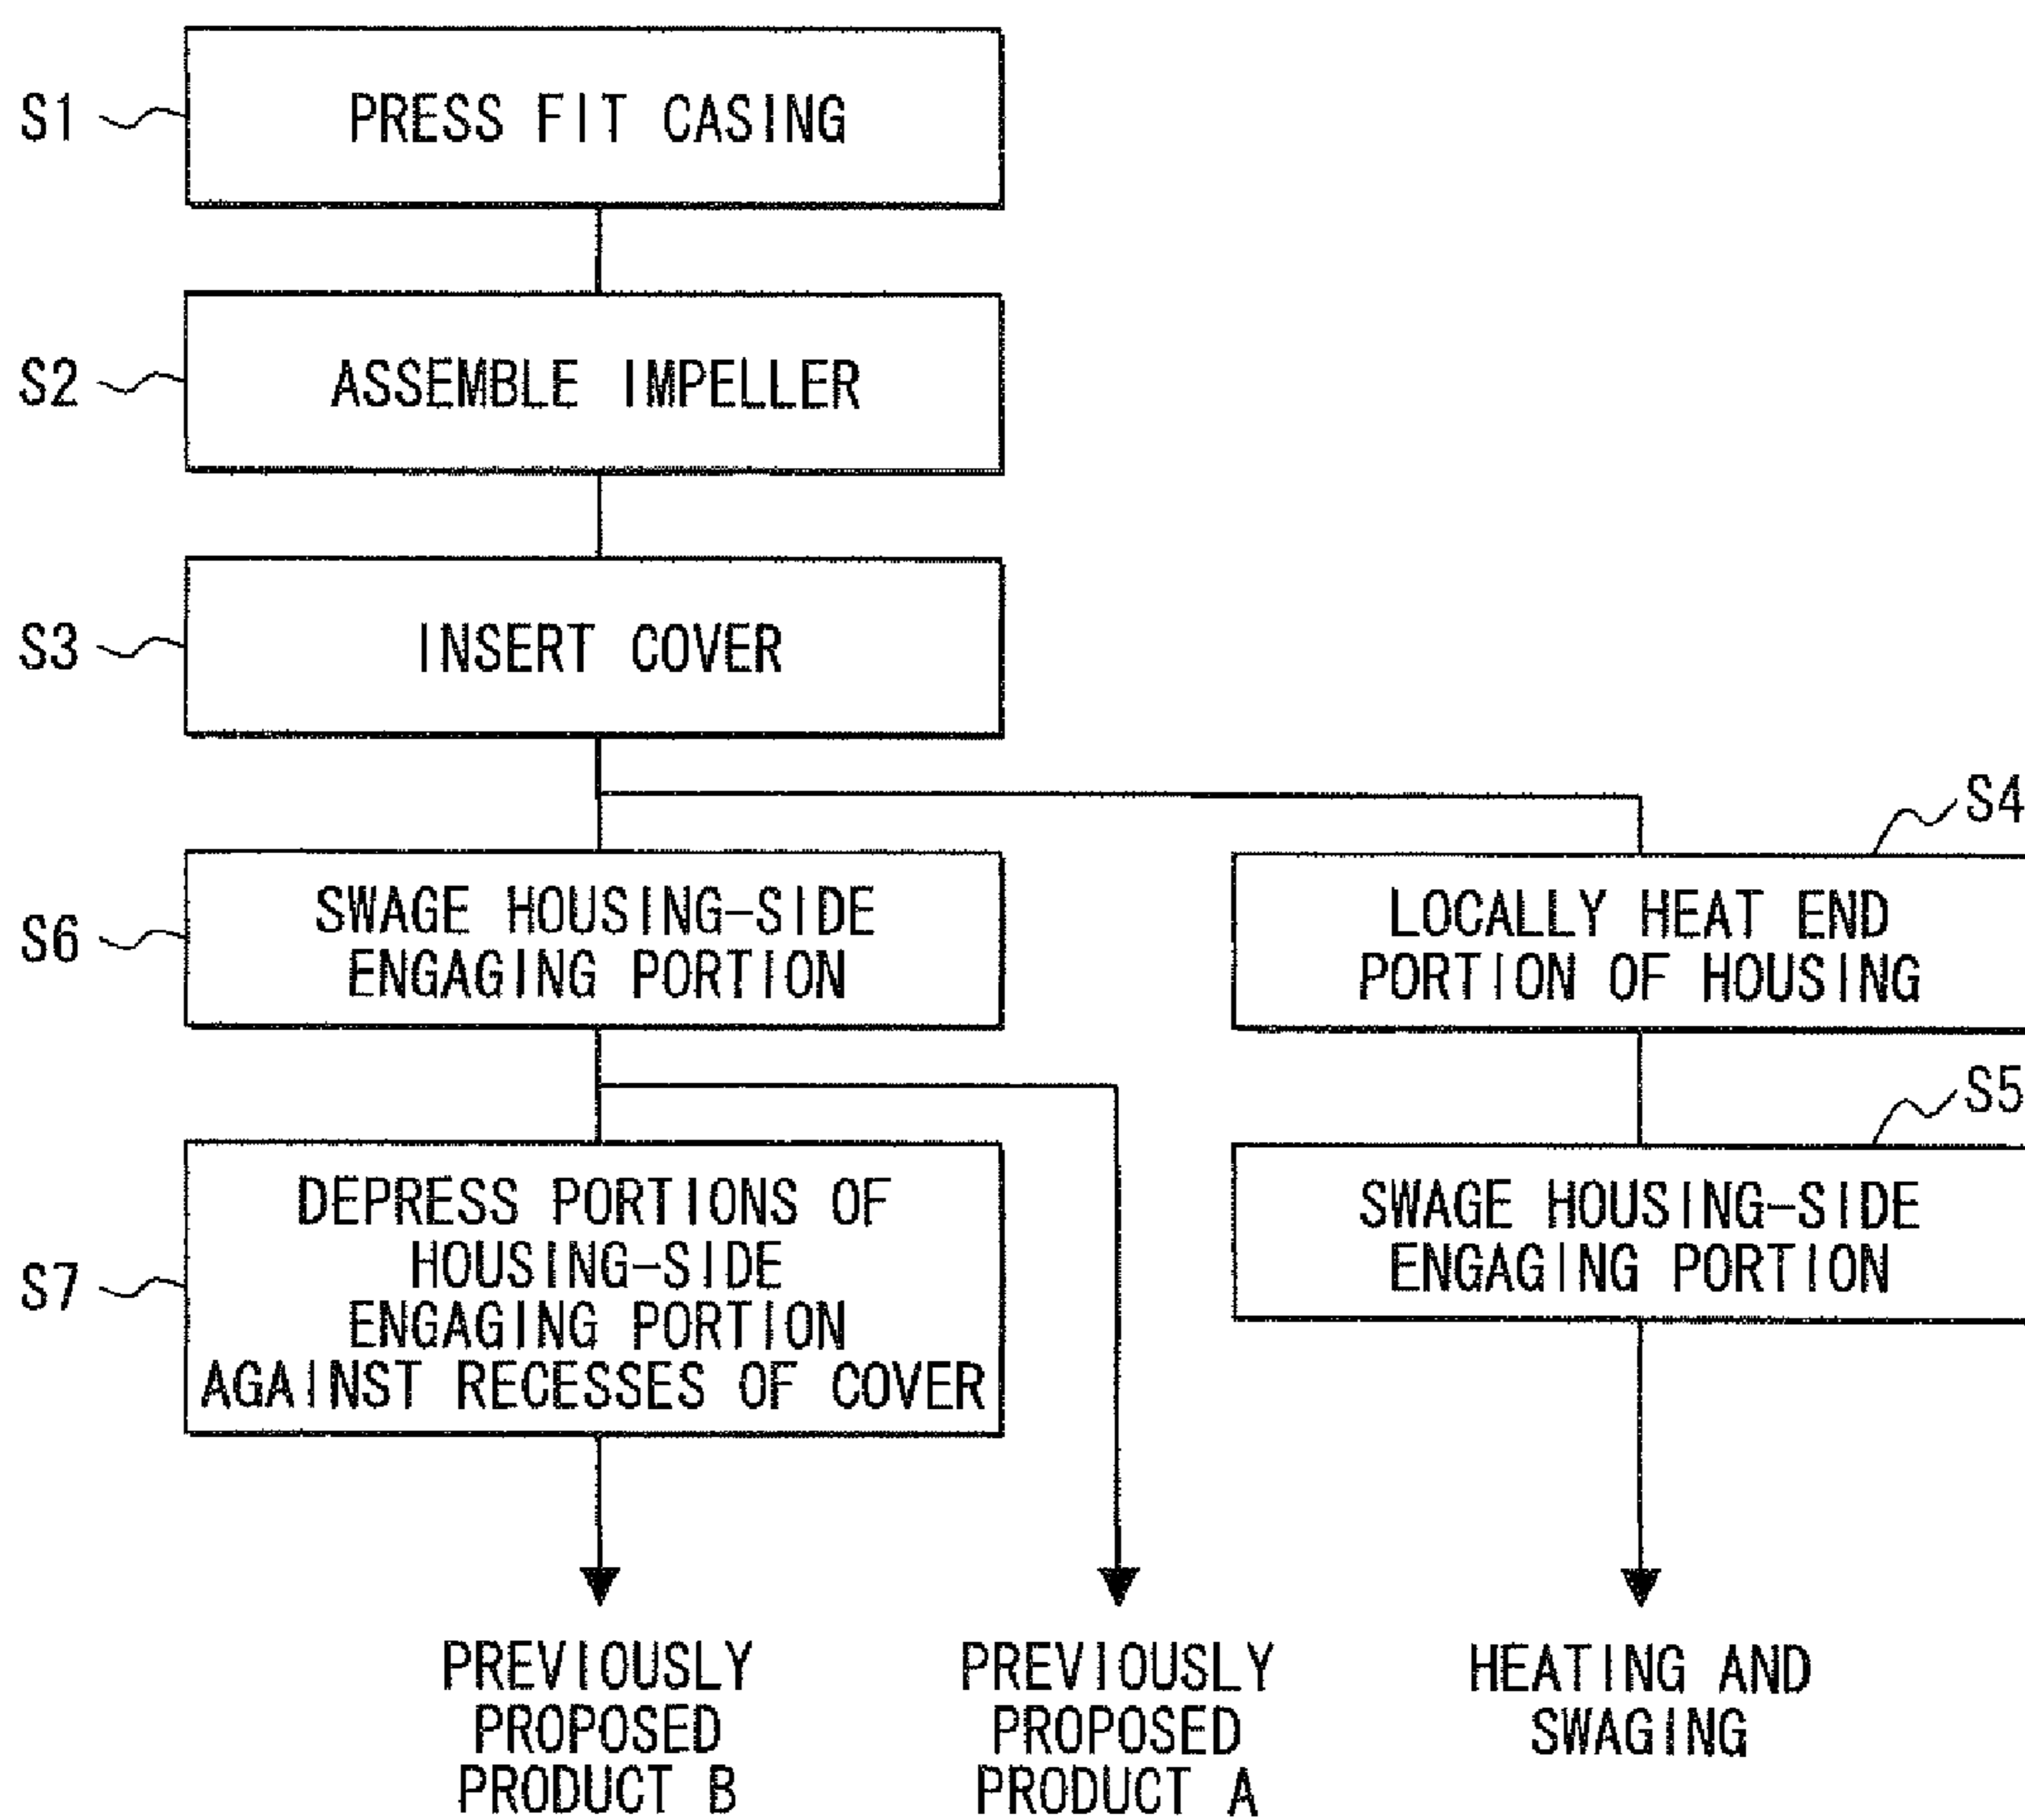 S1
PRESS FIT CASING
S2
ASSEMBLE IMPELLER
S3
INSERT COVER
S6
SWAGE HOUSING-SIDE
ENGAGING PORTION
S4
LOCALLY HEAT END
PORTION OF HOUSING
S7
DEPRESS PORTIONS OF
HOUSING-SIDE
ENGAGING PORTION
AGAINST RECESSES OF COVER
S5
SWAGE HOUSING-SIDE
ENGAGING PORTION
PREVIOUSLY
PROPOSED
PRODUCT B
PREVIOUSLY
PROPOSED
PRODUCT A
HEATING AND
SWAGING